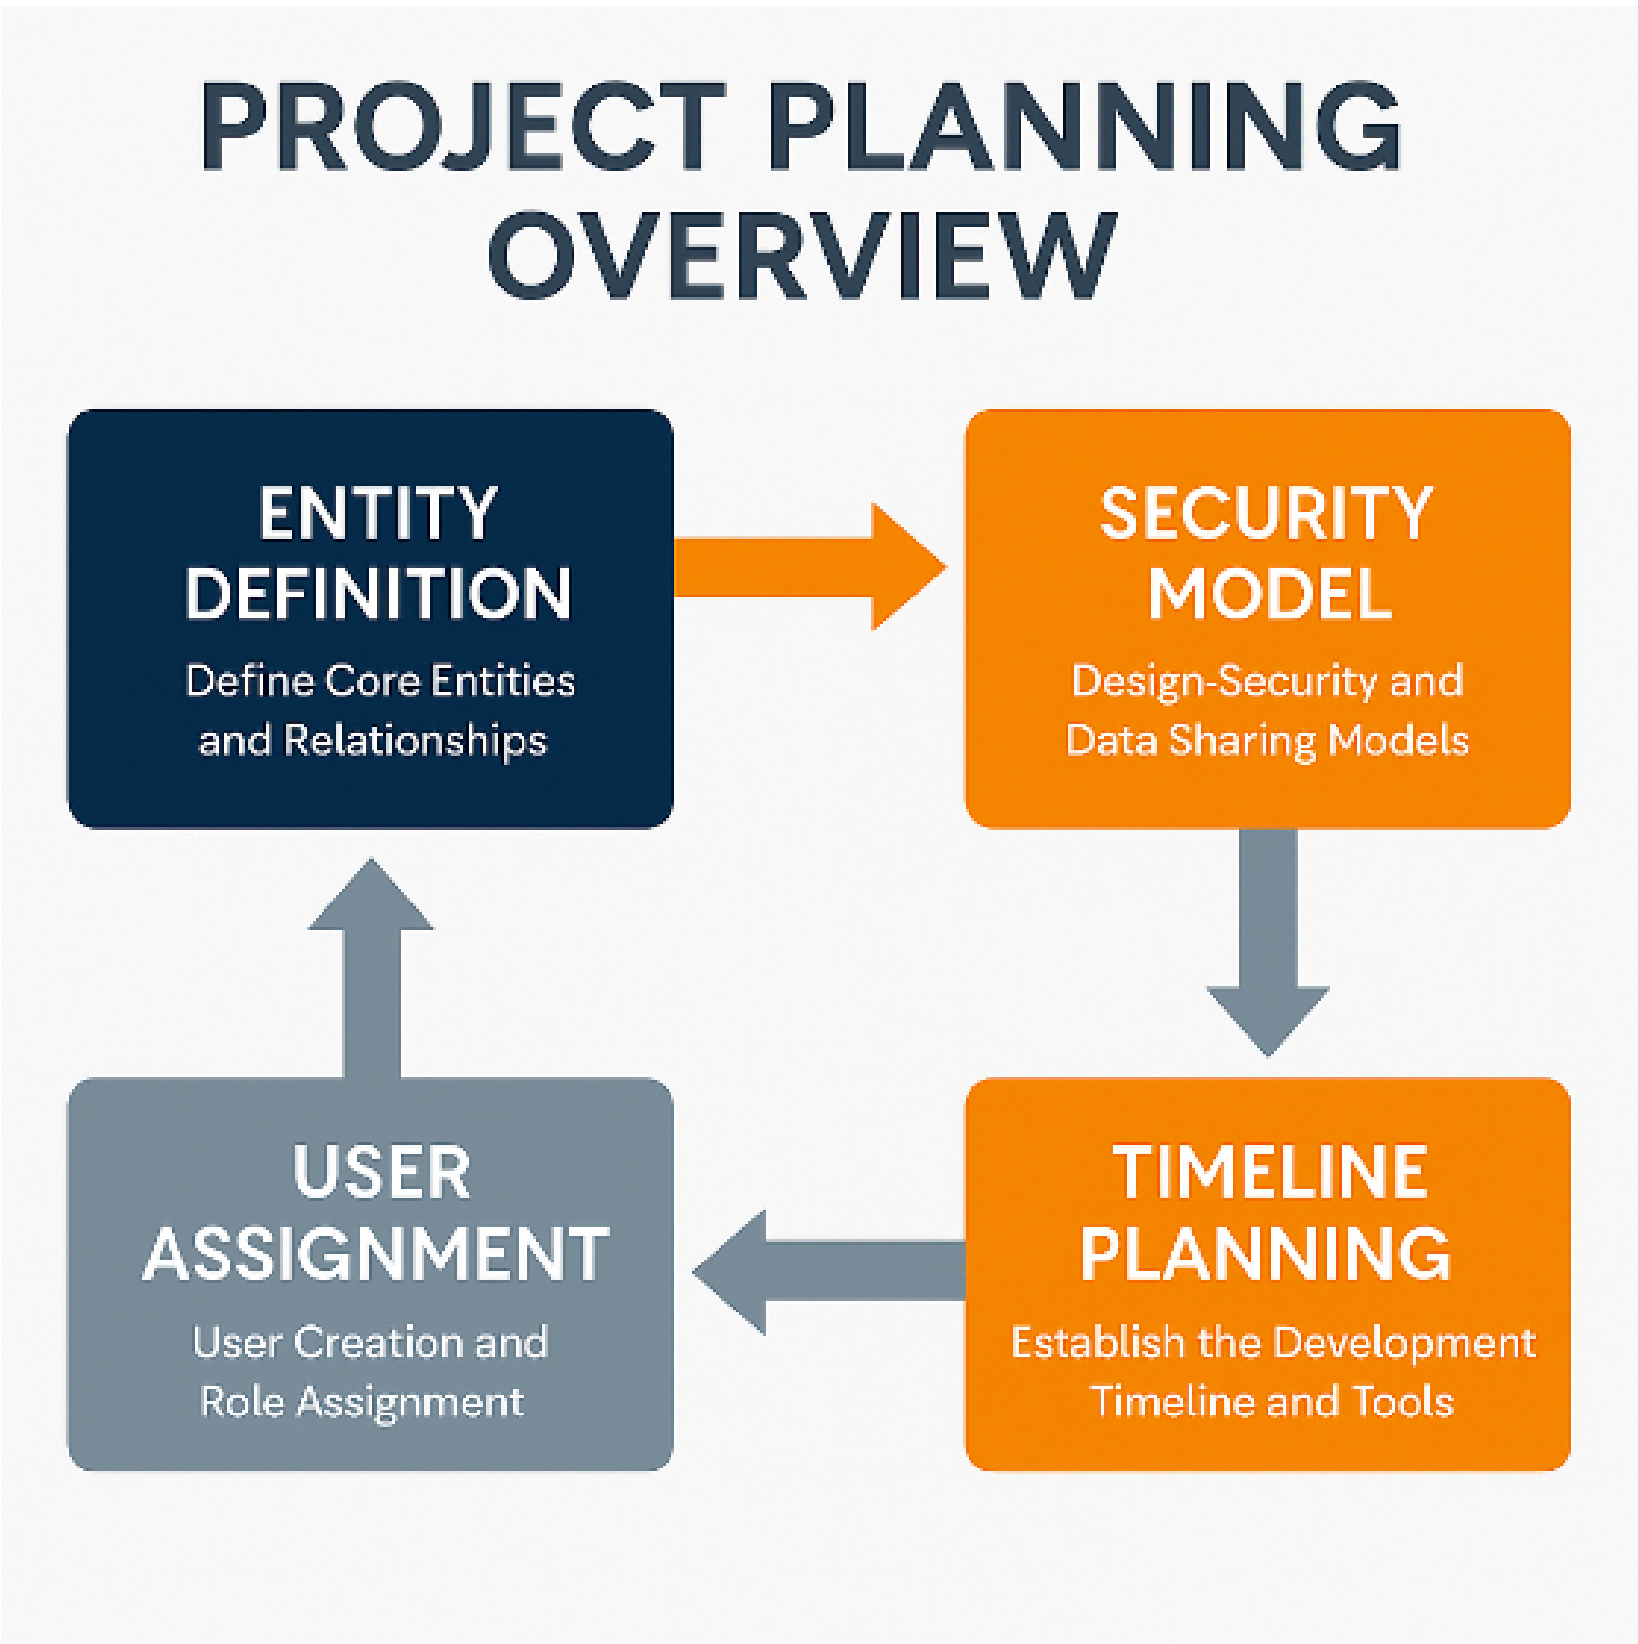 PROJECT PLANNING
OVERVIEW
ENTITY
DEFINITION
Define Core Entities
and Relationships
SECURITY
MODEL
Design-Security and
Data Sharing Models
USER
ASSIGNMENT
User Creation and
Role Assignment
TIMELINE
PLANNING
Establish the Development
Timeline and Tools